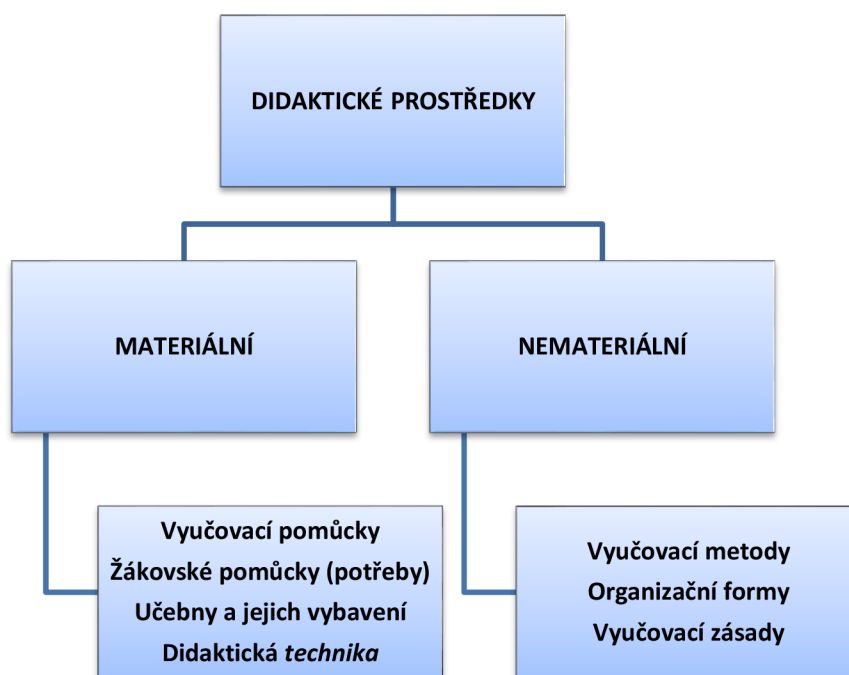 DIDAKTICKÉ PROSTŘEDKY
MATERIÁLNÍ
NEMATERIÁLNÍ
Vyučovací pomůcky
Žákovské pomůcky (potřeby)
Učebny a jejich vybavení
Didaktická technika
Vyučovací metody
Organizační formy
Vyučovací zásady